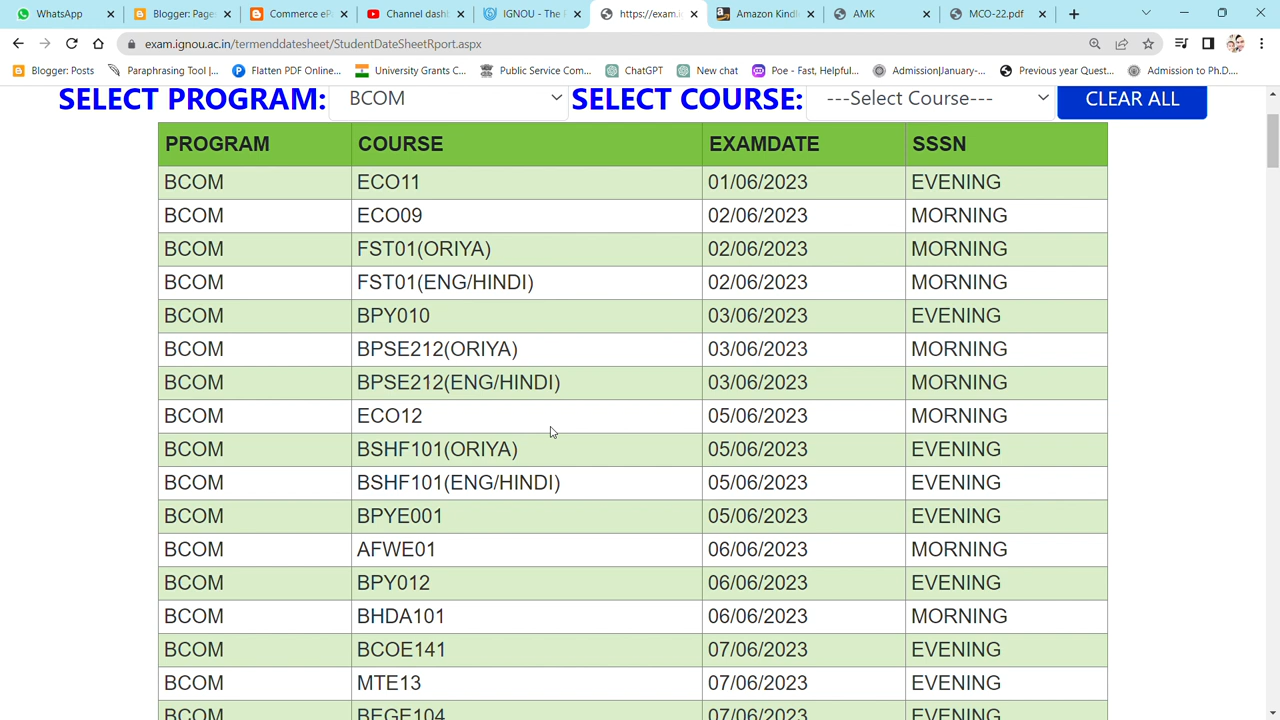 WhatsApp
Blogger: Page
Commerce eP
Channel dash
IGNOU - The F
https://exam.i
Amazon Kindl
AMK
MCO-22.pdf
exam.ignou.ac.in/termenddatesheet/StudentDateSheetRport.aspx
Blogger: Posts
Paraphrasing Tool |...
Flatten PDF Online...
University Grants C...
Public Service Com...
ChatGPT
New chat
Poe - Fast, Helpful...
Admission|January-...
Previous year Quest...
Admission to Ph.D....
SELECT PROGRAM: BCOM SELECT COURSE: ---Select Course--- CLEAR ALL
PROGRAM COURSE EXAMDATE SSSN
BCOM ECO11 01/06/2023 EVENING
BCOM ECO09 02/06/2023 MORNING
BCOM FST01(ORIYA) 02/06/2023 MORNING
BCOM FST01(ENG/HINDI) 02/06/2023 MORNING
BCOM BPY010 03/06/2023 EVENING
BCOM BPSE212(ORIYA) 03/06/2023 MORNING
BCOM BPSE212(ENG/HINDI) 03/06/2023 MORNING
BCOM ECO12 05/06/2023 MORNING
BCOM BSHF101(ORIYA) 05/06/2023 EVENING
BCOM BSHF101(ENG/HINDI) 05/06/2023 EVENING
BCOM BPYE001 05/06/2023 EVENING
BCOM AFWE01 06/06/2023 MORNING
BCOM BPY012 06/06/2023 EVENING
BCOM BHDA101 06/06/2023 MORNING
BCOM BCOE141 07/06/2023 EVENING
BCOM MTE13 07/06/2023 EVENING
BCOM BEGE104 07/06/2023 EVENING